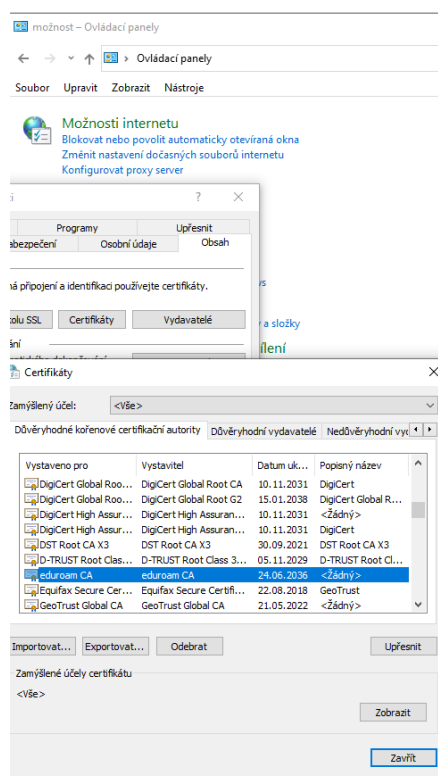 možnost – Ovládací panely
Ovládací panely
Soubor Upravit Zobrazit Nástroje
Možnosti internetu
Blokovat nebo povolit automaticky otevíraná okna
Změnit nastavení dočasných souborů internetu
Konfigurovat proxy server
? ×
Programy Upřesnit
abezpečení Osobní údaje Obsah
ná připojení a identifikaci používejte certifikáty.
olu SSL Certifikáty Vydavatelé
a složky
ání
ílení
Certifikáty
Zamýšlený účel: <Vše>
Důvěryhodné kořenové certifikační autority Důvěryhodní vydavatelé Nedůvěryhodní vyd
Vystaveno pro Vystavitel Datum uk... Popisný název
DigiCert Global Roo... DigiCert Global Root CA 10.11.2031 DigiCert
DigiCert Global Roo... DigiCert Global Root G2 15.01.2038 DigiCert Global R...
DigiCert High Assur... DigiCert High Assuran... 10.11.2031 <Žádný>
DigiCert High Assur... DigiCert High Assuran... 10.11.2031 DigiCert
DST Root CA X3 DST Root CA X3 30.09.2021 DST Root CA X3
D-TRUST Root Clas... D-TRUST Root Class 3... 05.11.2029 D-TRUST Root Cl...
eduroam CA eduroam CA 24.06.2036 <Žádný>
Equifax Secure Cer... Equifax Secure Certifi... 22.08.2018 GeoTrust
GeoTrust Global CA GeoTrust Global CA 21.05.2022 <Žádný>
Importovat... Exportovat... Odebrat Upřesnit
Zamýšlené účely certifikátu
<Vše>
Zobrazit
Zavřít